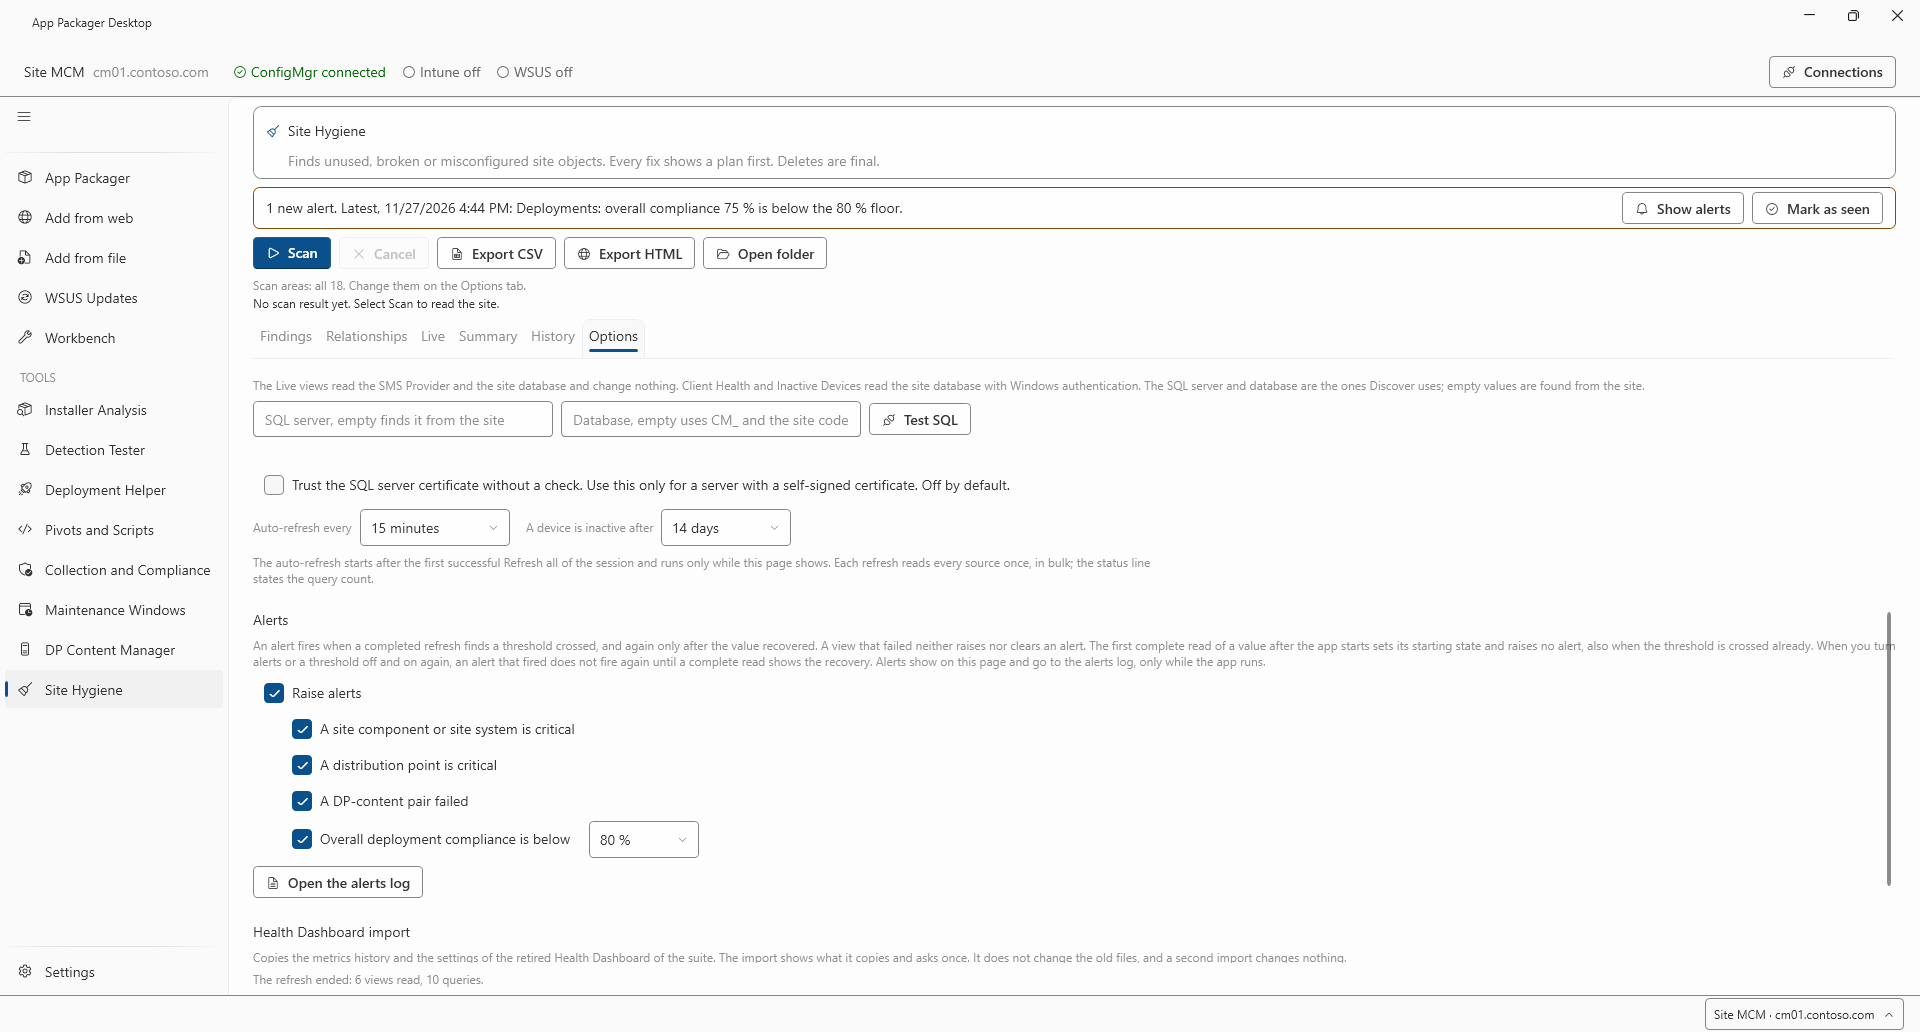 App Packager Desktop
Site MCM cm01.contoso.com ConfigMgr connected Intune off WSUS off Connections
Site Hygiene
Finds unused, broken or misconfigured site objects. Every fix shows a plan first. Deletes are final.
1 new alert. Latest, 11/27/2026 4:44 PM: Deployments: overall compliance 75 % is below the 80 % floor. Show alerts Mark as seen
Scan Cancel Export CSV Export HTML Open folder
Scan areas: all 18. Change them on the Options tab.
No scan result yet. Select Scan to read the site.
Findings Relationships Live Summary History Options
The Live views read the SMS Provider and the site database and change nothing. Client Health and Inactive Devices read the site database with Windows authentication. The SQL server and database are the ones Discover uses; empty values are found from the site.
SQL server, empty finds it from the site Database, empty uses CM_ and the site code Test SQL
Trust the SQL server certificate without a check. Use this only for a server with a self-signed certificate. Off by default.
Auto-refresh every 15 minutes A device is inactive after 14 days
The auto-refresh starts after the first successful Refresh all of the session and runs only while this page shows. Each refresh reads every source once, in bulk; the status line
states the query count.
Alerts
An alert fires when a completed refresh finds a threshold crossed, and again only after the value recovered. A view that failed neither raises nor clears an alert. The first complete read of a value after the app starts sets its starting state and raises no alert, also when the threshold is crossed already. When you turn
alerts or a threshold off and on again, an alert that fired does not fire again until a complete read shows the recovery. Alerts show on this page and go to the alerts log, only while the app runs.
Raise alerts
A site component or site system is critical
A distribution point is critical
A DP-content pair failed
Overall deployment compliance is below 80 %
Open the alerts log
Health Dashboard import
Copies the metrics history and the settings of the retired Health Dashboard of the suite. The import shows what it copies and asks once. It does not change the old files, and a second import changes nothing.
The refresh ended: 6 views read, 10 queries.
App Packager
Add from web
Add from file
WSUS Updates
Workbench
TOOLS
Installer Analysis
Detection Tester
Deployment Helper
Pivots and Scripts
Collection and Compliance
Maintenance Windows
DP Content Manager
Site Hygiene
Settings
Site MCM · cm01.contoso.com